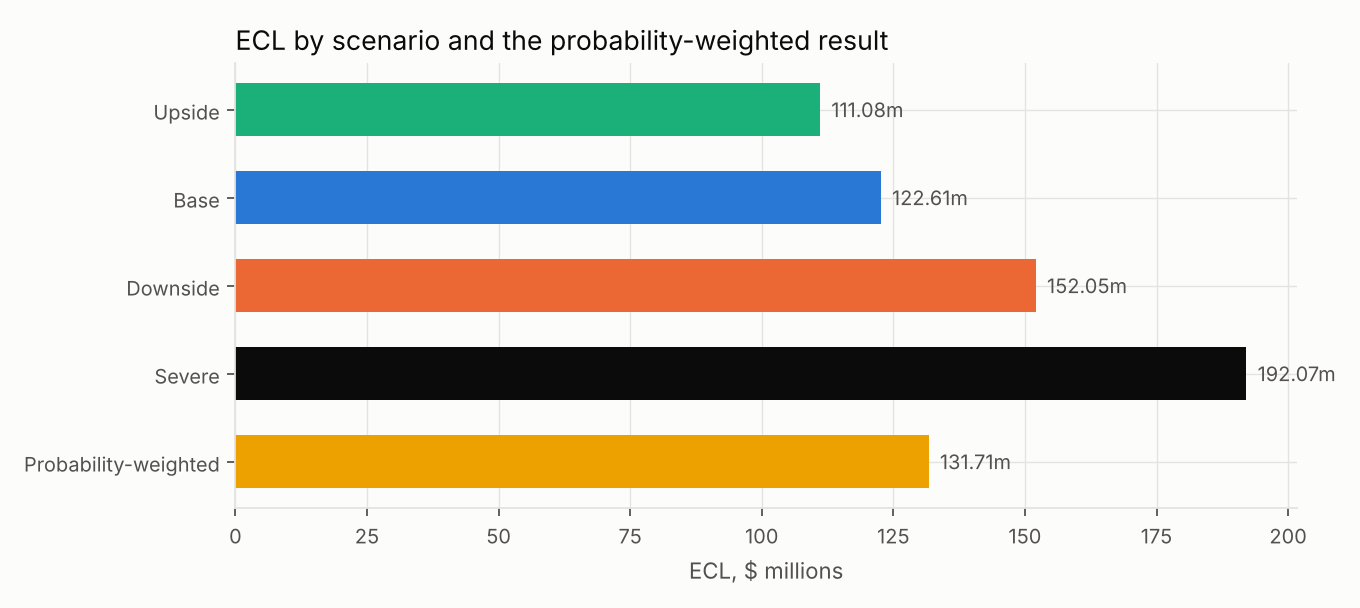 ECL by scenario and the probability-weighted result
Upside
111.08m
Base
122.61m
Downside
152.05m
Severe
192.07m
Probability-weighted
131.71m
0 25 50 75 100 125 150 175 200
ECL, $ millions